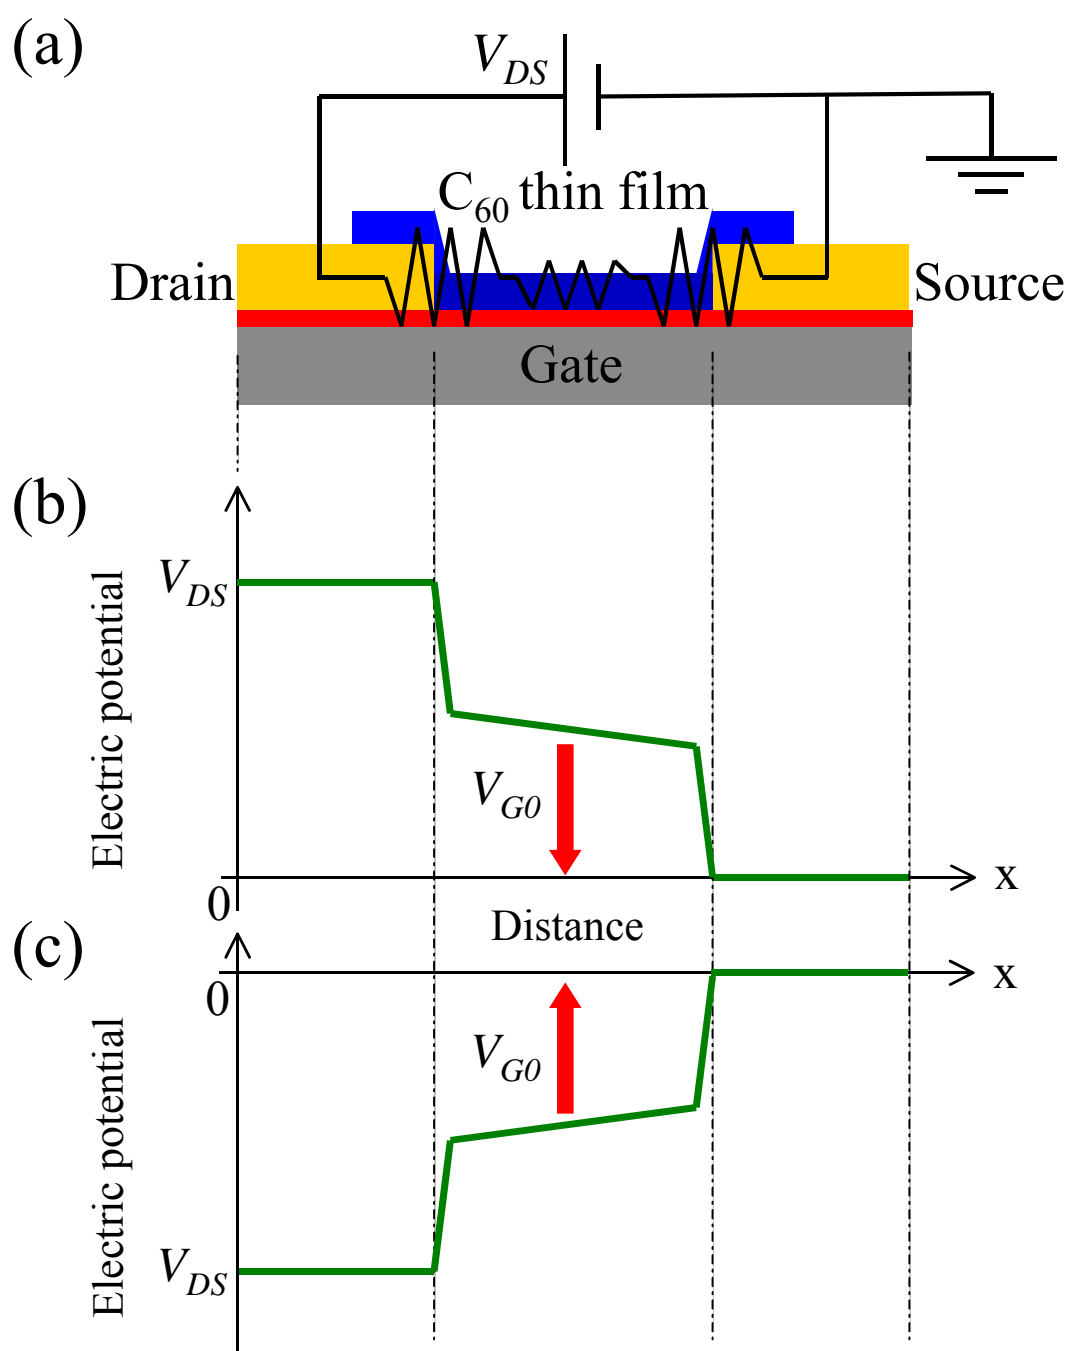 (a)
V_DS
C_60 thin film
Drain
Source
Gate
(b)
V_DS
Electric potential
V_G0
0
x
Distance
(c)
0
x
V_G0
Electric potential
V_DS